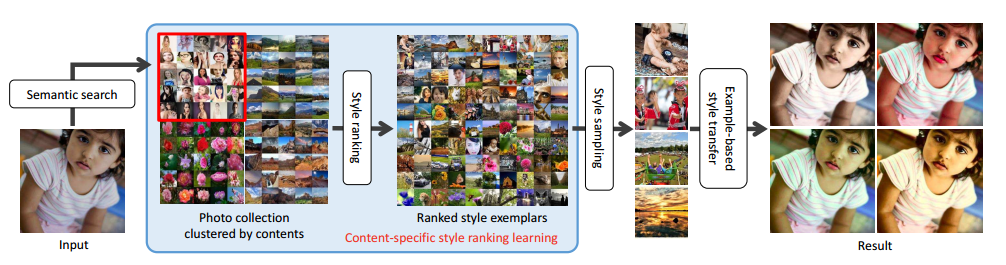 Semantic search
Input
Photo collection
clustered by contents
Style ranking
Ranked style exemplars
Content-specific style ranking learning
Style sampling
Example-based
style transfer
Result